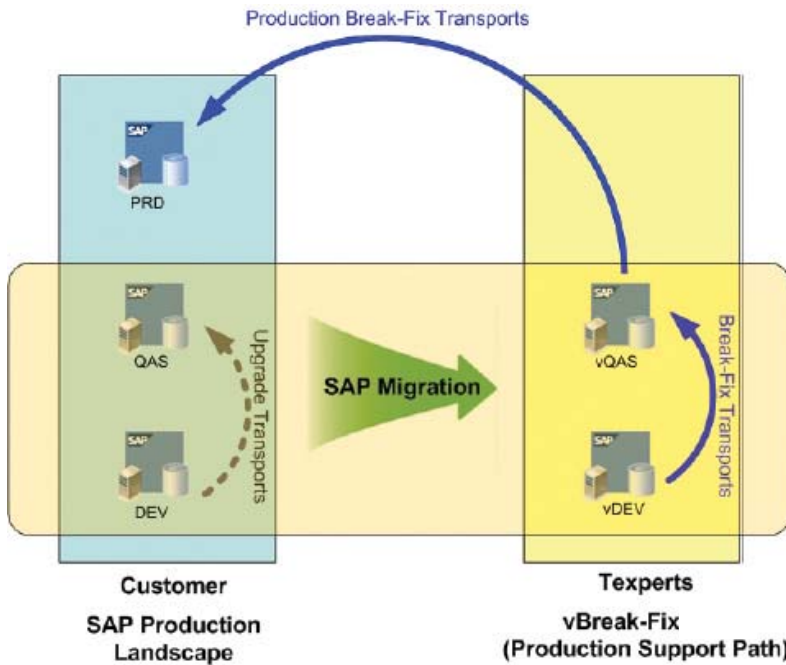 Production Break-Fix Transports
SAP
PRD
SAP
QAS
SAP
DEV
Upgrade Transports
SAP Migration
SAP
vQAS
SAP
vDEV
Break-Fix Transports
Customer
SAP Production
Landscape
Texperts
vBreak-Fix
(Production Support Path)